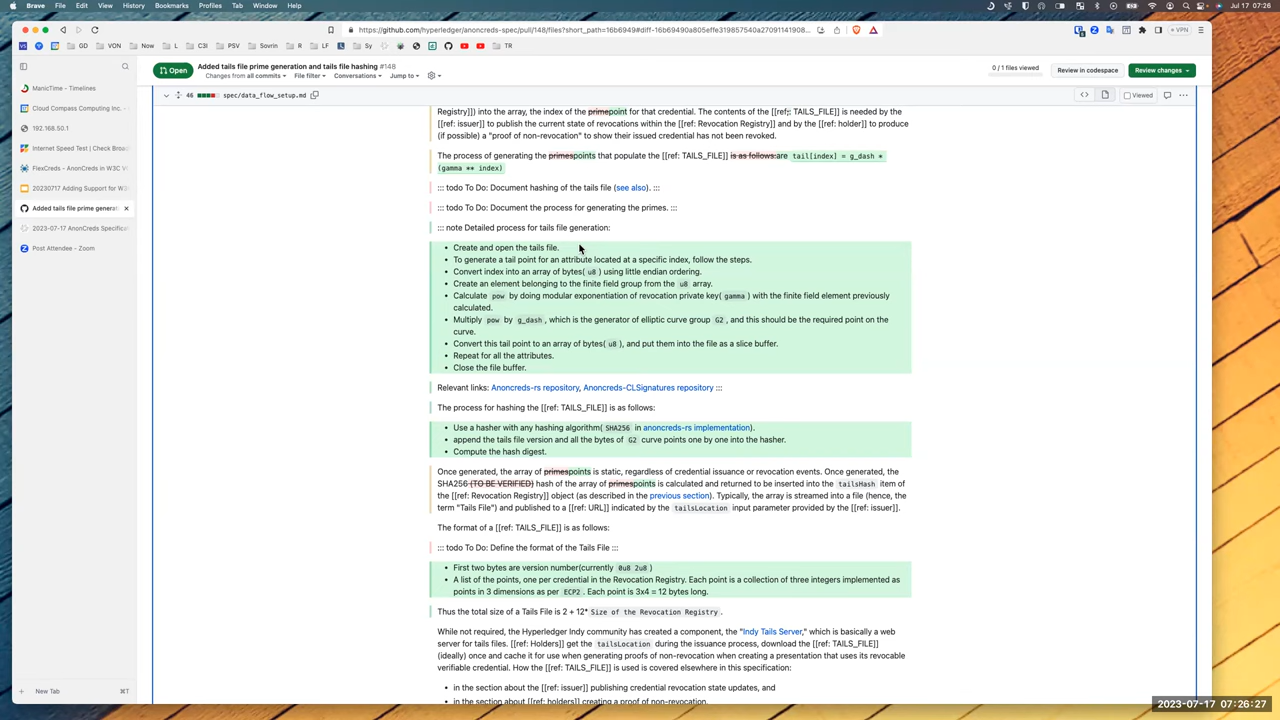 Brave File Edit View History Bookmarks Profiles Tab Window Help
Jul 17 07:26
https://github.com/hyperledger/anoncreds-spec/pull/148/files?short_path=16b6949#diff-16b69490a805effe319857540a27091141908...
VPN
GD VON Now L C3I PSV Sovrin R LF Sy TR
ManicTime - Timelines
Cloud Compass Computing Inc. -
192.168.50.1
Internet Speed Test | Check Broad
FlexCreds - AnonCreds in W3C V
20230717 Adding Support for W3
Added tails file prime generat
2023-07-17 AnonCreds Specifica
Post Attendee - Zoom
New Tab ⌘T
Open
Added tails file prime generation and tails file hashing #148
Changes from all commits File filter Conversations Jump to
0 / 1 files viewed
Review in codespace
Review changes
46 spec/data_flow_setup.md
Viewed
Registry]]) into the array, the index of the primepoint for that credential. The contents of the [[ref: TAILS_FILE]] is needed by the
[[ref: issuer]] to publish the current state of revocations within the [[ref: Revocation Registry]] and by the [[ref: holder]] to produce
(if possible) a "proof of non-revocation" to show their issued credential has not been revoked.
The process of generating the primespoints that populate the [[ref: TAILS_FILE]] is as follows:are tail[index] = g_dash *
(gamma ** index)
::: todo To Do: Document hashing of the tails file (see also). :::
::: todo To Do: Document the process for generating the primes. :::
::: note Detailed process for tails file generation:
• Create and open the tails file.
• To generate a tail point for an attribute located at a specific index, follow the steps.
• Convert index into an array of bytes( u8 ) using little endian ordering.
• Create an element belonging to the finite field group from the u8 array.
• Calculate pow by doing modular exponentiation of revocation private key( gamma ) with the finite field element previously
calculated.
• Multiply pow by g_dash , which is the generator of elliptic curve group G2 , and this should be the required point on the
curve.
• Convert this tail point to an array of bytes( u8 ), and put them into the file as a slice buffer.
• Repeat for all the attributes.
• Close the file buffer.
Relevant links: Anoncreds-rs repository, Anoncreds-CLSignatures repository :::
The process for hashing the [[ref: TAILS_FILE]] is as follows:
• Use a hasher with any hashing algorithm( SHA256 in anoncreds-rs implementation).
• append the tails file version and all the bytes of G2 curve points one by one into the hasher.
• Compute the hash digest.
Once generated, the array of primespoints is static, regardless of credential issuance or revocation events. Once generated, the
SHA256 (TO BE VERIFIED) hash of the array of primespoints is calculated and returned to be inserted into the tailsHash item of
the [[ref: Revocation Registry]] object (as described in the previous section). Typically, the array is streamed into a file (hence, the
term "Tails File") and published to a [[ref: URL]] indicated by the tailsLocation input parameter provided by the [[ref: issuer]].
The format of a [[ref: TAILS_FILE]] is as follows:
::: todo To Do: Define the format of the Tails File :::
• First two bytes are version number(currently 0u8 2u8 )
• A list of the points, one per credential in the Revocation Registry. Each point is a collection of three integers implemented as
points in 3 dimensions as per ECP2 . Each point is 3x4 = 12 bytes long.
Thus the total size of a Tails File is 2 + 12* Size of the Revocation Registry .
While not required, the Hyperledger Indy community has created a component, the "Indy Tails Server," which is basically a web
server for tails files. [[ref: Holders]] get the tailsLocation during the issuance process, download the [[ref: TAILS_FILE]]
(ideally) once and cache it for use when generating proofs of non-revocation when creating a presentation that uses its revocable
verifiable credential. How the [[ref: TAILS_FILE]] is used is covered elsewhere in this specification:
• in the section about the [[ref: issuer]] publishing credential revocation state updates, and
• in the section about [[ref: holders]] creating a proof of non-revocation.
2023-07-17 07:26:27